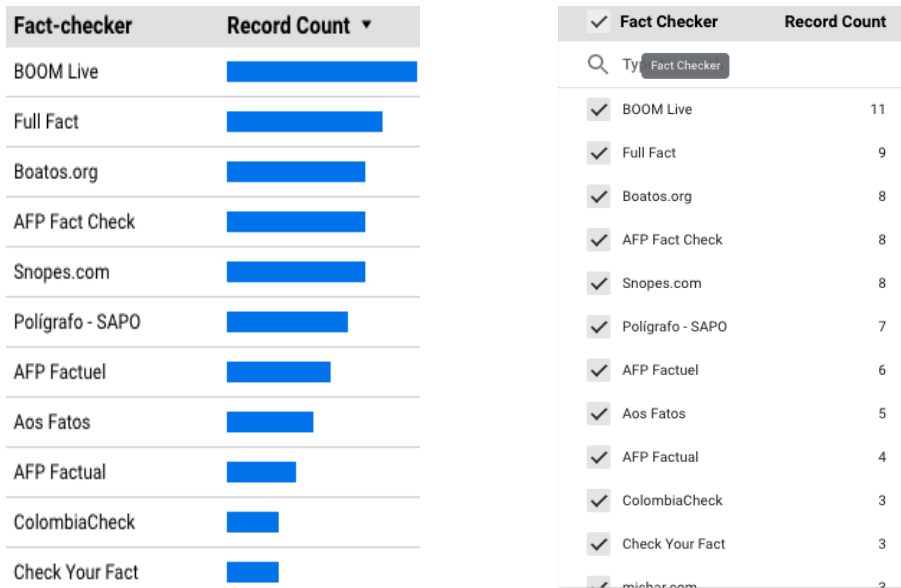 Fact-checker Record Count
BOOM Live
Full Fact
Boatos.org
AFP Fact Check
Snopes.com
Polígrafo - SAPO
AFP Factuel
Aos Fatos
AFP Factual
ColombiaCheck
Check Your Fact
Fact Checker Record Count
Fact Checker
BOOM Live 11
Full Fact 9
Boatos.org 8
AFP Fact Check 8
Snopes.com 8
Polígrafo - SAPO 7
AFP Factuel 6
Aos Fatos 5
AFP Factual 4
ColombiaCheck 3
Check Your Fact 3